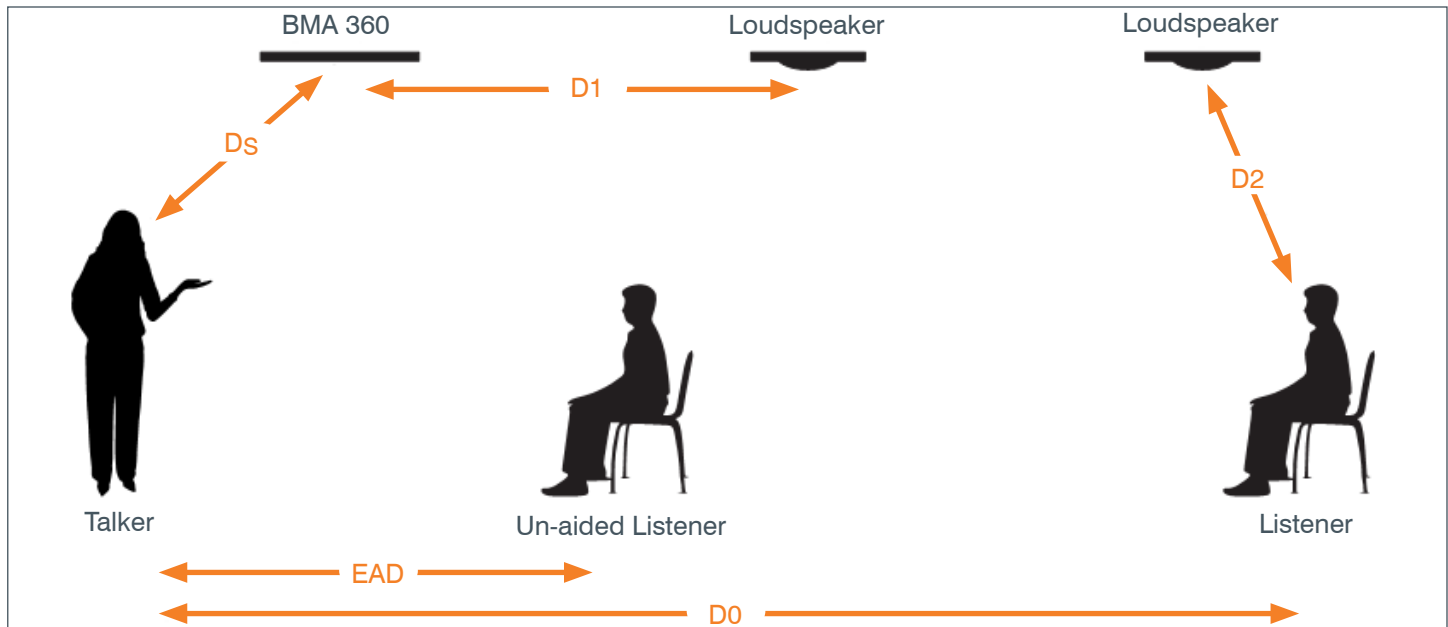 BMA 360
Loudspeaker
Loudspeaker
D1
DS
D2
Talker
Un-aided Listener
Listener
EAD
D0